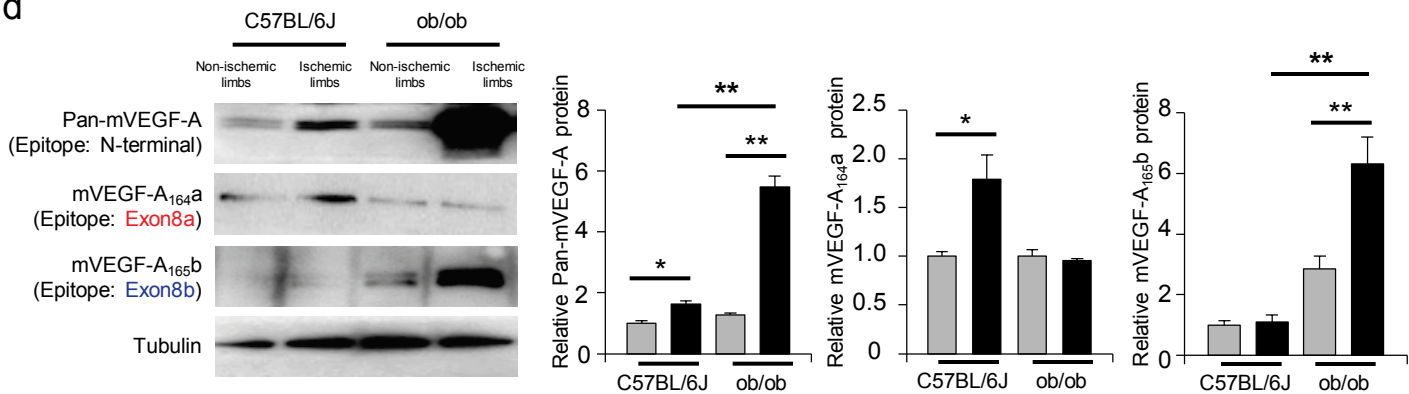 d
C57BL/6J ob/ob
Non-ischemic limbs Ischemic limbs Non-ischemic limbs Ischemic limbs
Pan-mVEGF-A
(Epitope: N-terminal)
mVEGF-A164a
(Epitope: Exon8a)
mVEGF-A165b
(Epitope: Exon8b)
Tubulin
Relative Pan-mVEGF-A protein
8
6
4
2
0
*
**
**
C57BL/6J ob/ob
Relative mVEGF-A164a protein
2.5
2.0
1.5
1.0
0.5
0
*
C57BL/6J ob/ob
Relative mVEGF-A165b protein
8
6
4
2
0
**
**
C57BL/6J ob/ob